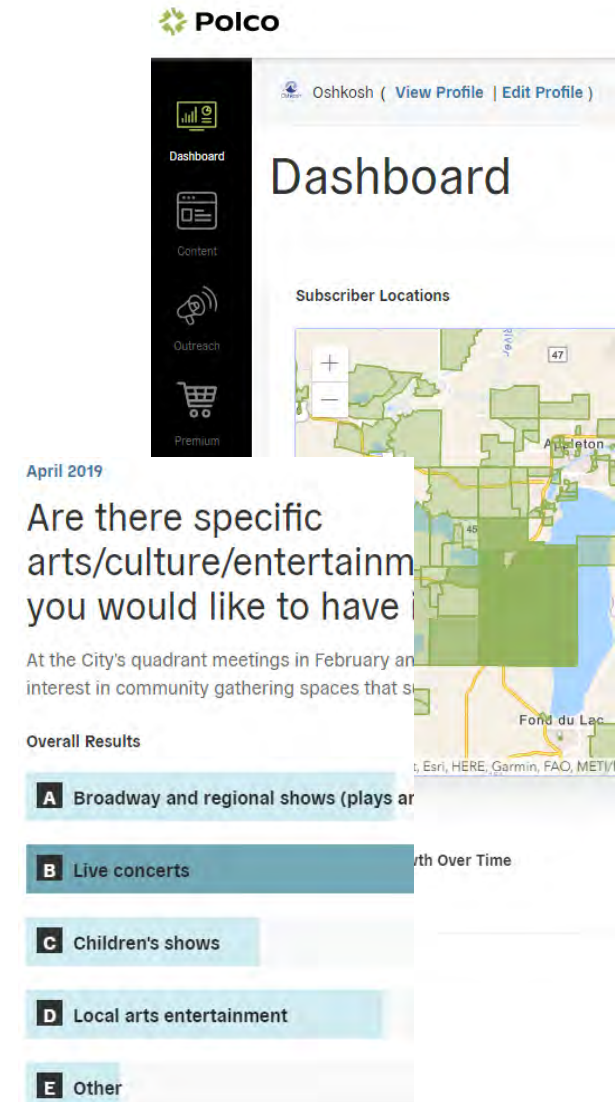 Polco
Oshkosh ( View Profile | Edit Profile )
Dashboard
Dashboard
Content
Outreach
Premium
Subscriber Locations
+
−
River
47
Appleton
45
Fond du Lac
t, Esri, HERE, Garmin, FAO, METI/
wth Over Time
April 2019
Are there specific
arts/culture/entertainm
you would like to have i
At the City's quadrant meetings in February an
interest in community gathering spaces that su
Overall Results
A Broadway and regional shows (plays an
B Live concerts
C Children's shows
D Local arts entertainment
E Other